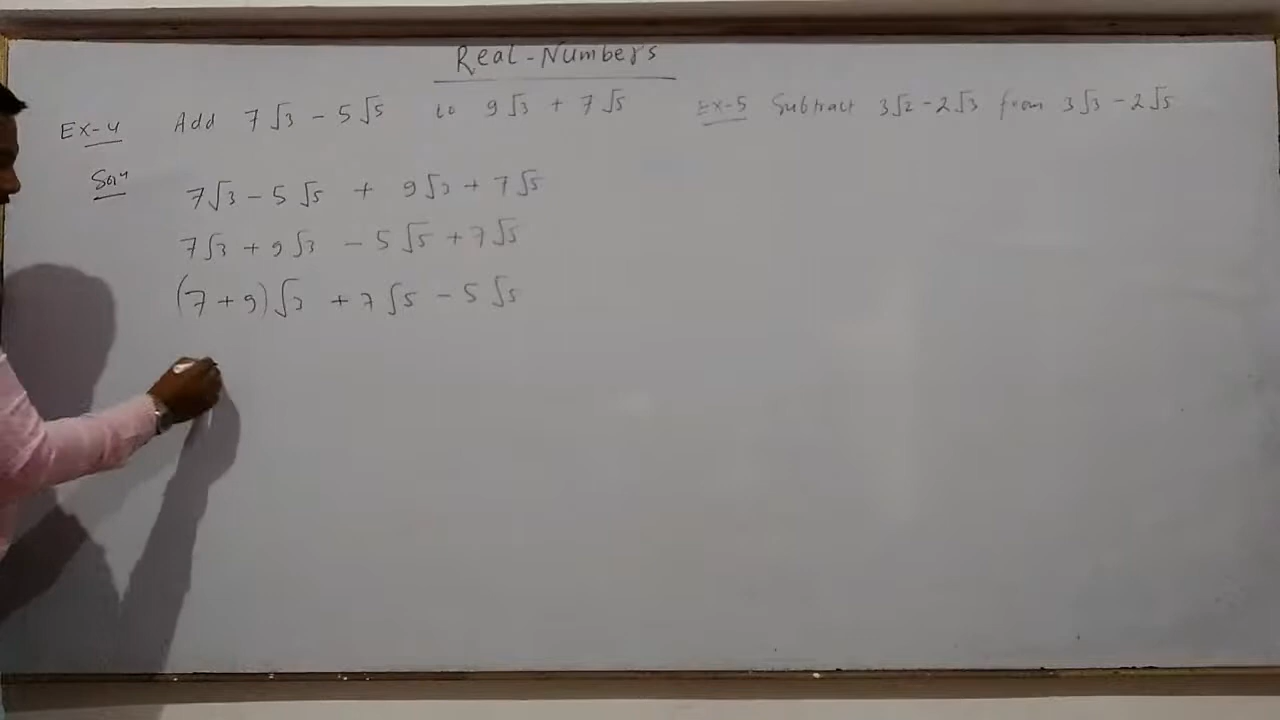 Real-Numbers
Ex-4 Add 7√3 - 5√5 to 9√3 + 7√5
Ex-5 Subtract 3√2 - 2√3 from 3√3 - 2√5
Solⁿ
7√3 - 5√5 + 9√3 + 7√5
7√3 + 9√3 - 5√5 + 7√5
(7+9)√3 + 7√5 - 5√5